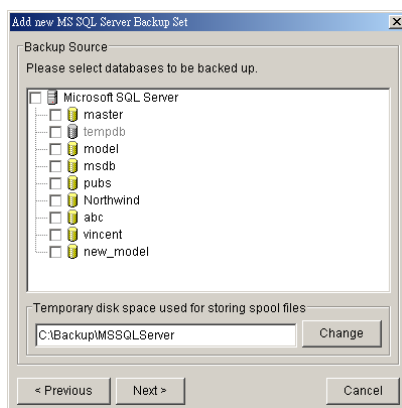 Add new MS SQL Server Backup Set
Backup Source
Please select databases to be backed up.
Microsoft SQL Server
master
tempdb
model
msdb
pubs
Northwind
abc
vincent
new_model
Temporary disk space used for storing spool files
C:\Backup\MSSQLServer
Change
< Previous
Next >
Cancel